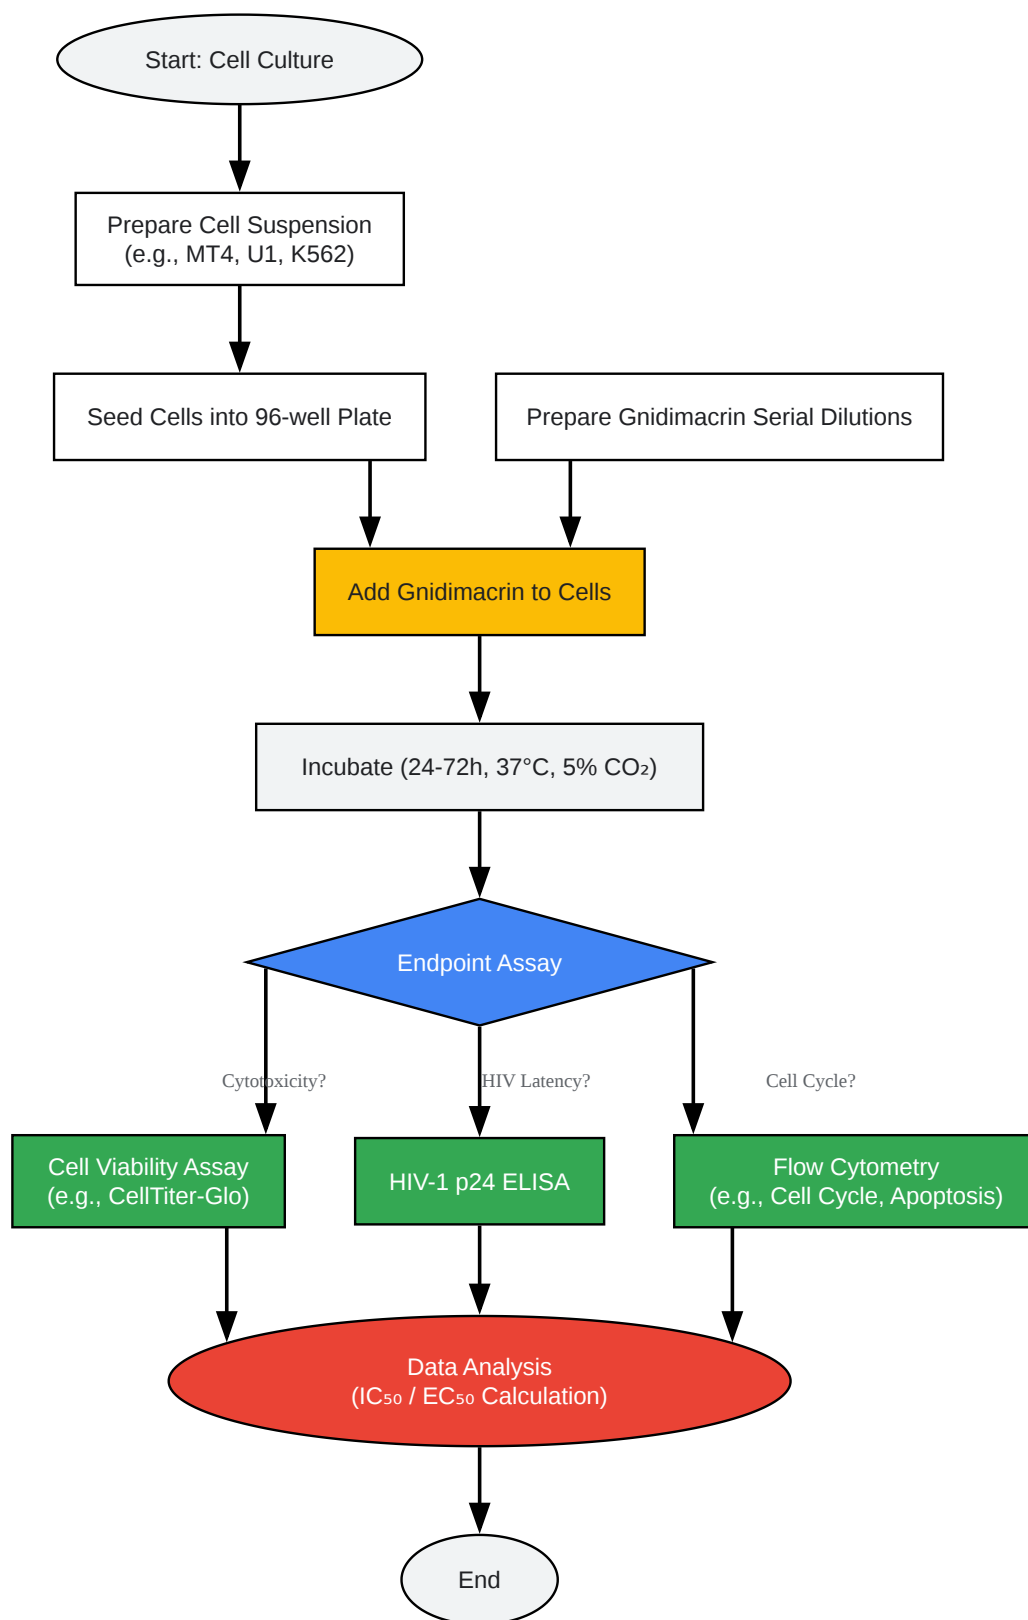 Start: Cell Culture
Prepare Cell Suspension
(e.g., MT4, U1, K562)
Seed Cells into 96-well Plate
Prepare Gnidimacrin Serial Dilutions
Add Gnidimacrin to Cells
Incubate (24-72h, 37°C, 5% CO₂)
Endpoint Assay
Cytotoxicity?
HIV Latency?
Cell Cycle?
Cell Viability Assay
(e.g., CellTiter-Glo)
HIV-1 p24 ELISA
Flow Cytometry
(e.g., Cell Cycle, Apoptosis)
Data Analysis
(IC₅₀ / EC₅₀ Calculation)
End